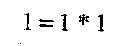 1 = 1 * 1